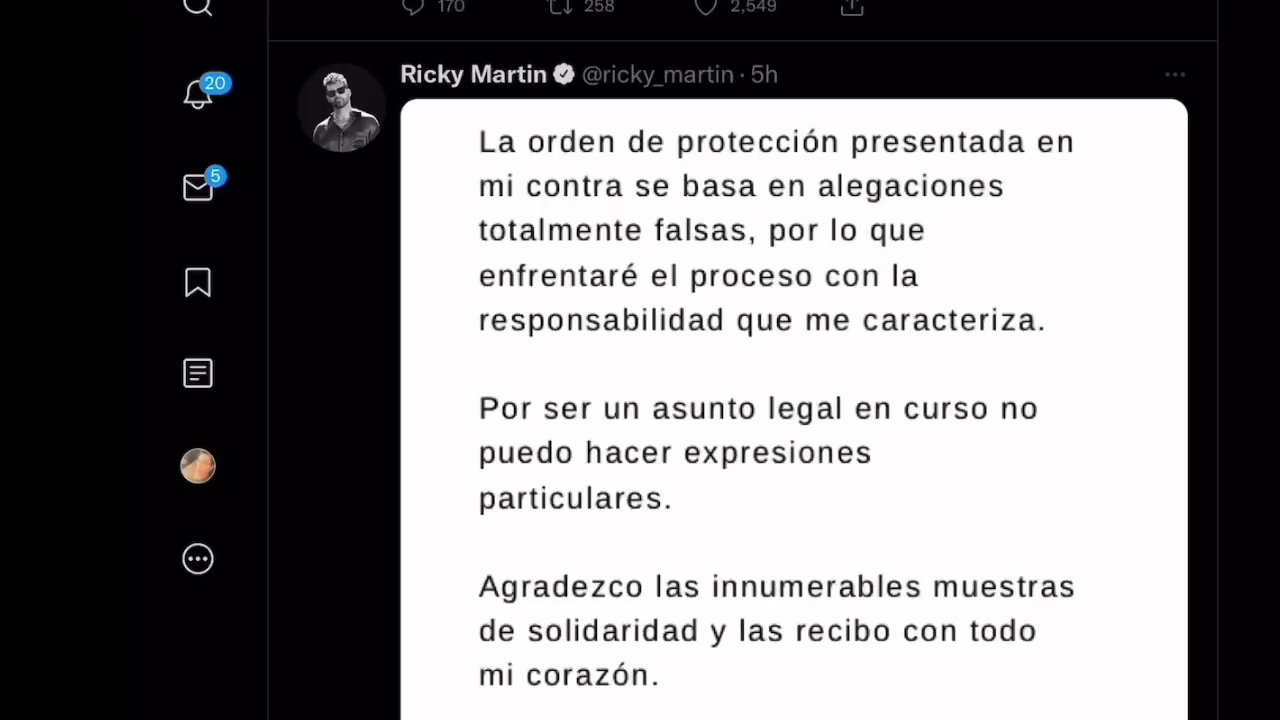 170 258 2,549
Ricky Martin @ricky_martin · 5h
20
La orden de protección presentada en
mi contra se basa en alegaciones
5
totalmente falsas, por lo que
enfrentaré el proceso con la
responsabilidad que me caracteriza.
Por ser un asunto legal en curso no
puedo hacer expresiones
particulares.
Agradezco las innumerables muestras
de solidaridad y las recibo con todo
mi corazón.